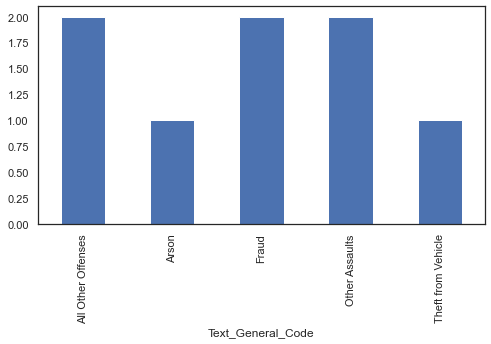 2.00
1.75
1.50
1.25
1.00
0.75
0.50
0.25
0.00
All Other Offenses
Arson
Fraud
Other Assaults
Theft from Vehicle
Text_General_Code